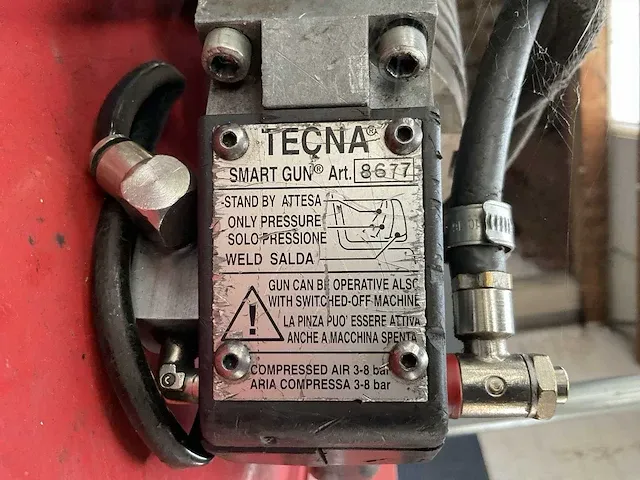 TECNA®
SMART GUN® Art. 8677
STAND BY ATTESA
ONLY PRESSURE
SOLO PRESSIONE
WELD SALDA
GUN CAN BE OPERATIVE ALSO
WITH SWITCHED-OFF MACHINE
LA PINZA PUO' ESSERE ATTIVA
ANCHE A MACCHINA SPENTA
COMPRESSED AIR 3-8 bar
ARIA COMPRESSA 3-8 bar